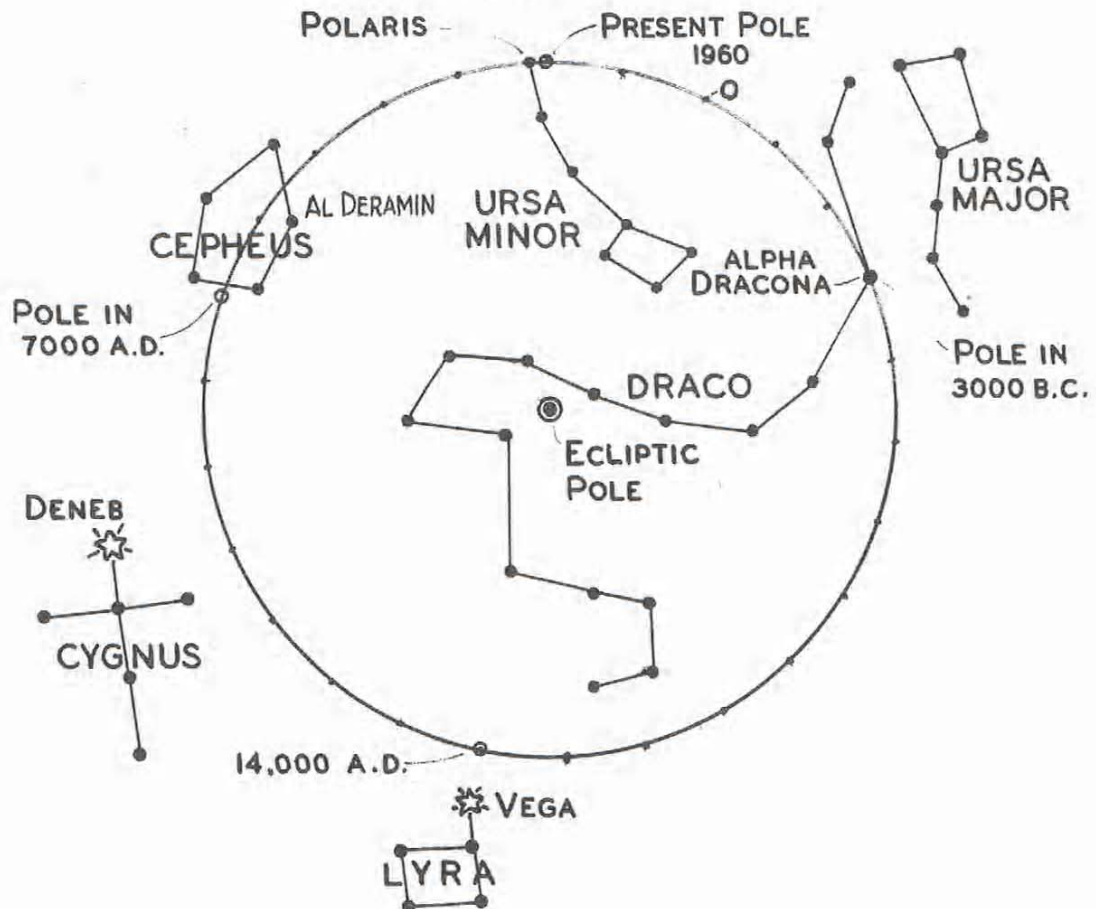 POLARIS
PRESENT POLE
1960
O
URSA
MAJOR
AL DERAMIN
URSA
MINOR
CEPHEUS
ALPHA
DRACONA
POLE IN
7000 A.D.
POLE IN
3000 B.C.
DRACO
ECLIPTIC
POLE
DENEB
CYGNUS
14,000 A.D.
VEGA
LYRA